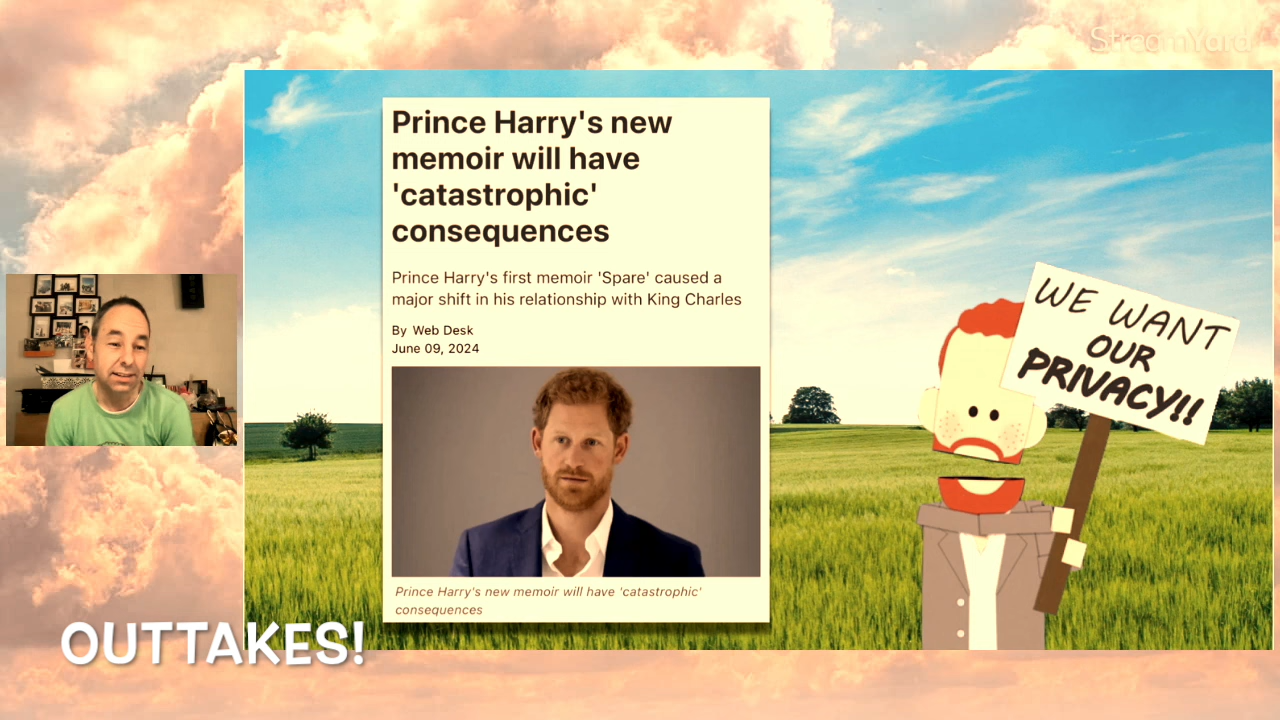 StreamYard
Prince Harry's new
memoir will have
'catastrophic'
consequences
Prince Harry's first memoir 'Spare' caused a
major shift in his relationship with King Charles
By Web Desk
June 09, 2024
Prince Harry's new memoir will have 'catastrophic'
consequences
WE WANT
OUR
PRIVACY!!
OUTTAKES!